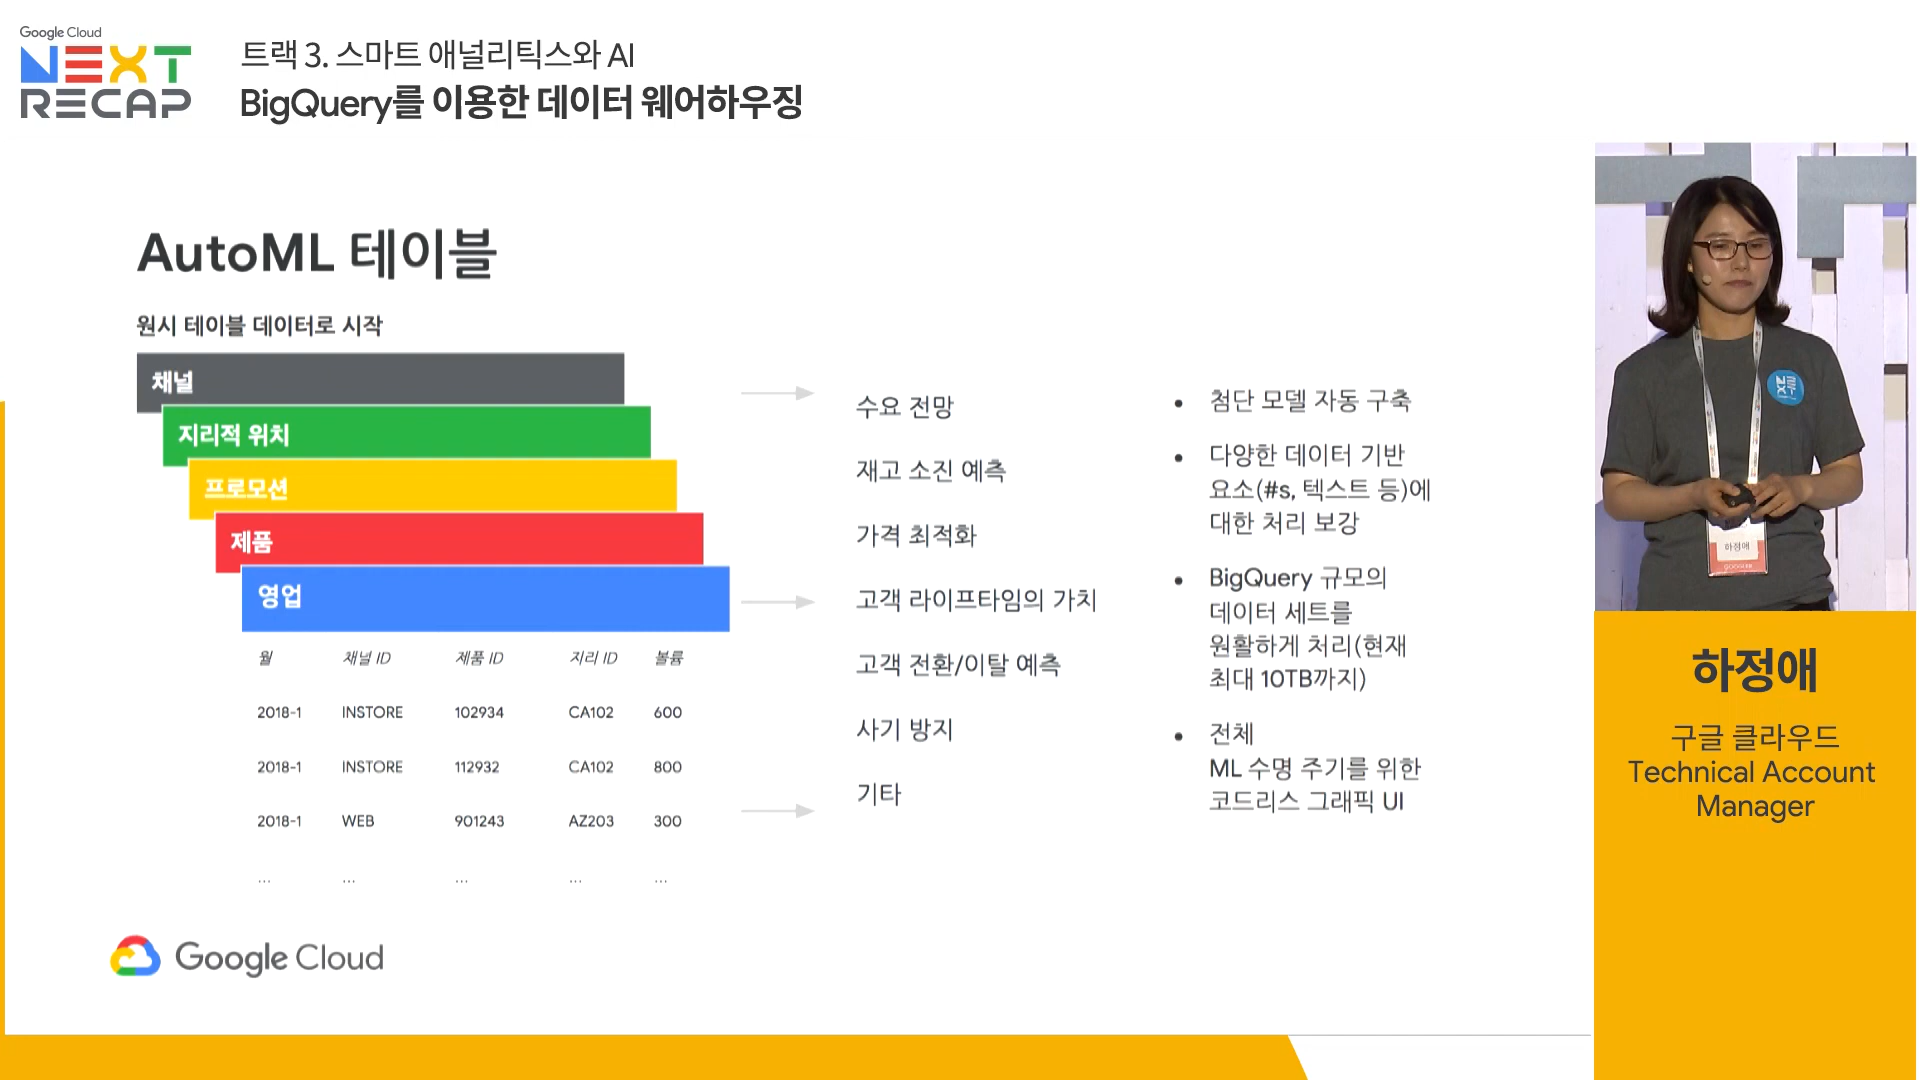 Google Cloud
NEXT
RECAP
트랙 3. 스마트 애널리틱스와 AI
BigQuery를 이용한 데이터 웨어하우징
AutoML 테이블
원시 테이블 데이터로 시작
채널
지리적 위치
프로모션
제품
영업
월 채널 ID 제품 ID 지리 ID 볼륨
2018-1 INSTORE 102934 CA102 600
2018-1 INSTORE 112932 CA102 800
2018-1 WEB 901243 AZ203 300
... ... ... ... ...
수요 전망
재고 소진 예측
가격 최적화
고객 라이프타임의 가치
고객 전환/이탈 예측
사기 방지
기타
• 첨단 모델 자동 구축
• 다양한 데이터 기반
요소(#s, 텍스트 등)에
대한 처리 보강
• BigQuery 규모의
데이터 세트를
원활하게 처리(현재
최대 10TB까지)
• 전체
ML 수명 주기를 위한
코드리스 그래픽 UI
Google Cloud
하정애
하정애
구글 클라우드
Technical Account
Manager